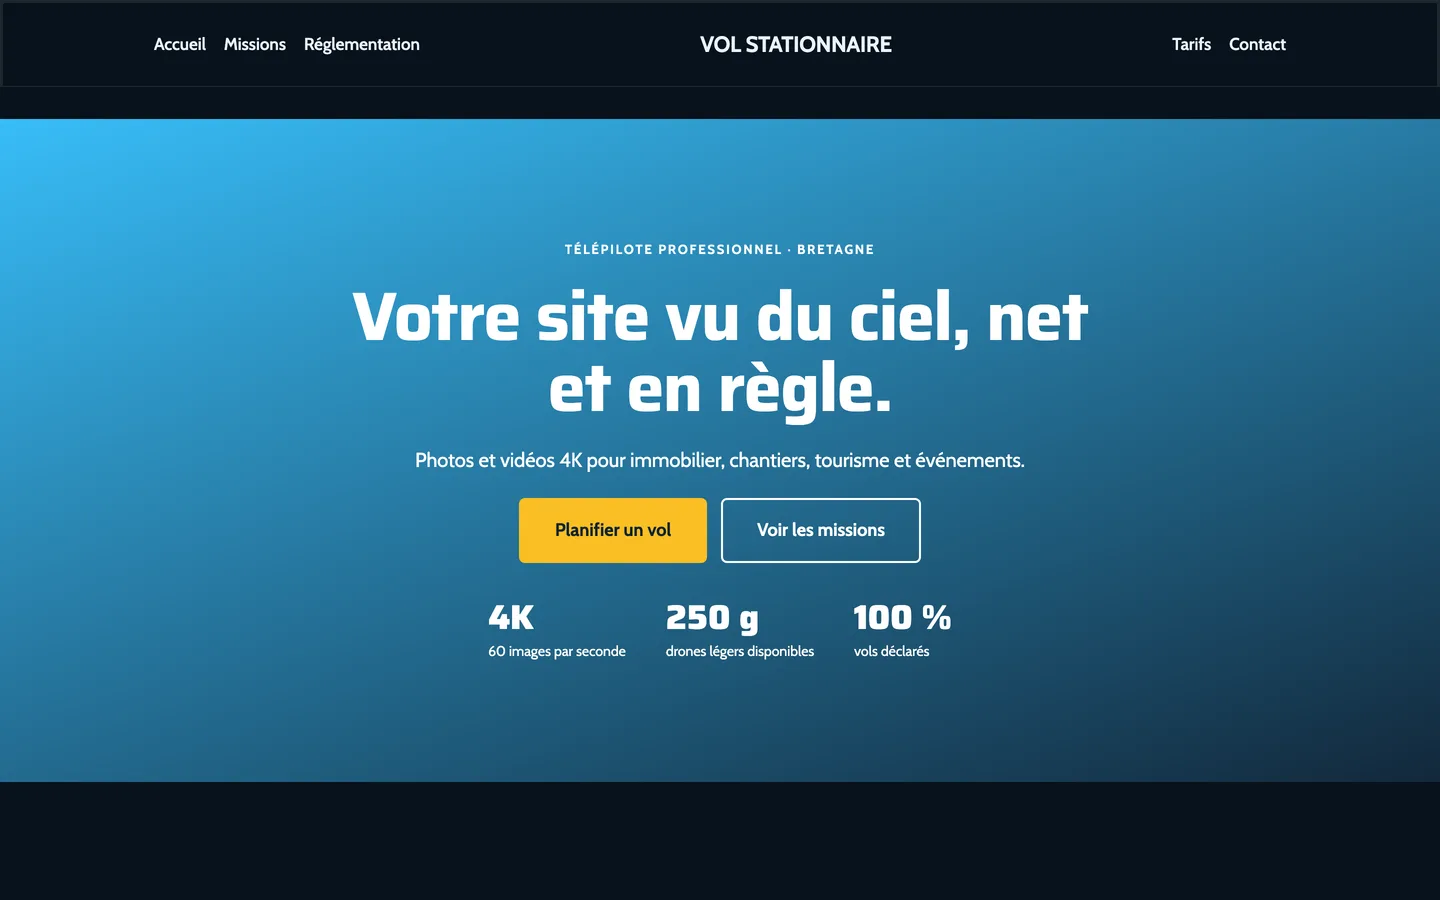 Accueil Missions Réglementation VOL STATIONNAIRE Tarifs Contact
TÉLÉPILOTE PROFESSIONNEL · BRETAGNE
Votre site vu du ciel, net
et en règle.
Photos et vidéos 4K pour immobilier, chantiers, tourisme et événements.
Planifier un vol Voir les missions
4K 250 g 100 %
60 images par seconde drones légers disponibles vols déclarés